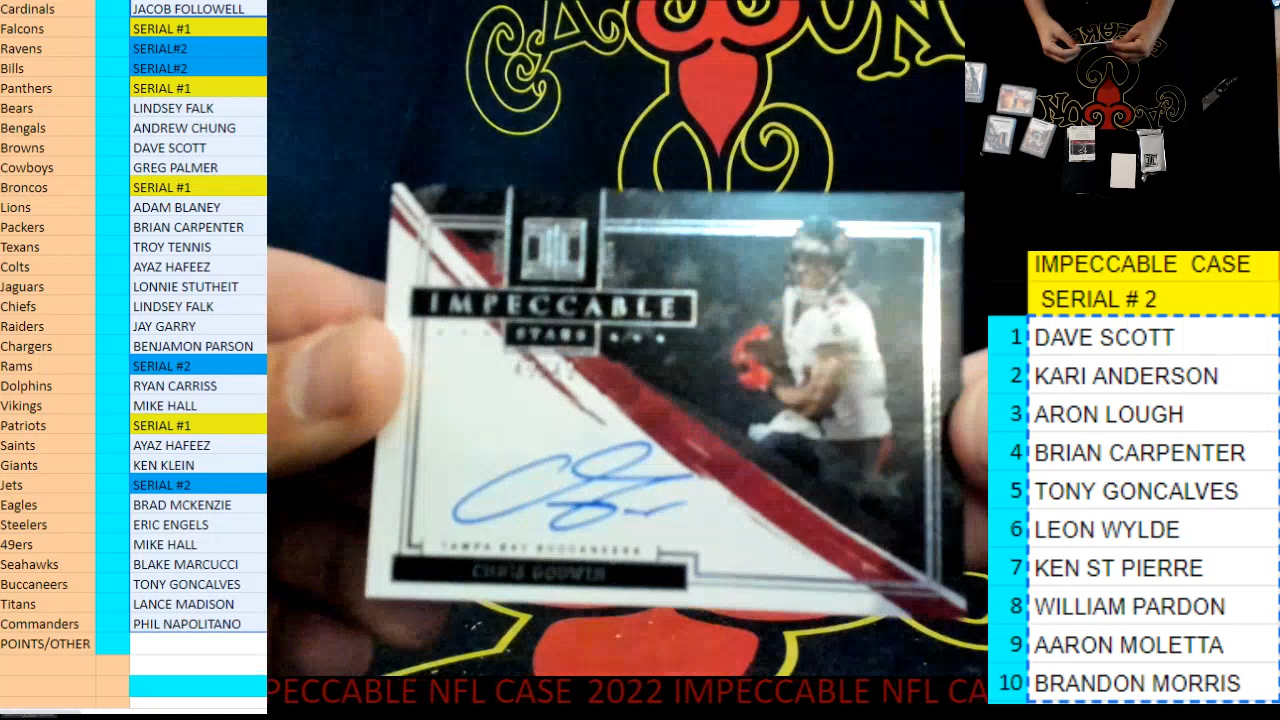 Cardinals JACOB FOLLOWELL
Falcons SERIAL #1
Ravens SERIAL#2
Bills SERIAL#2
Panthers SERIAL #1
Bears LINDSEY FALK
Bengals ANDREW CHUNG
Browns DAVE SCOTT
Cowboys GREG PALMER
Broncos SERIAL #1
Lions ADAM BLANEY
Packers BRIAN CARPENTER
Texans TROY TENNIS
Colts AYAZ HAFEEZ
Jaguars LONNIE STUTHEIT
Chiefs LINDSEY FALK
Raiders JAY GARRY
Chargers BENJAMON PARSON
Rams SERIAL #2
Dolphins RYAN CARRISS
Vikings MIKE HALL
Patriots SERIAL #1
Saints AYAZ HAFEEZ
Giants KEN KLEIN
Jets SERIAL #2
Eagles BRAD MCKENZIE
Steelers ERIC ENGELS
49ers MIKE HALL
Seahawks BLAKE MARCUCCI
Buccaneers TONY GONCALVES
Titans LANCE MADISON
Commanders PHIL NAPOLITANO
POINTS/OTHER
IMPECCABLE
STARS
TAMPA BAY BUCCANEERS
CHRIS GODWIN
IMPECCABLE CASE
SERIAL # 2
1 DAVE SCOTT
2 KARI ANDERSON
3 ARON LOUGH
4 BRIAN CARPENTER
5 TONY GONCALVES
6 LEON WYLDE
7 KEN ST PIERRE
8 WILLIAM PARDON
9 AARON MOLETTA
10 BRANDON MORRIS
PECCABLE NFL CASE 2022 IMPECCABLE NFL CA